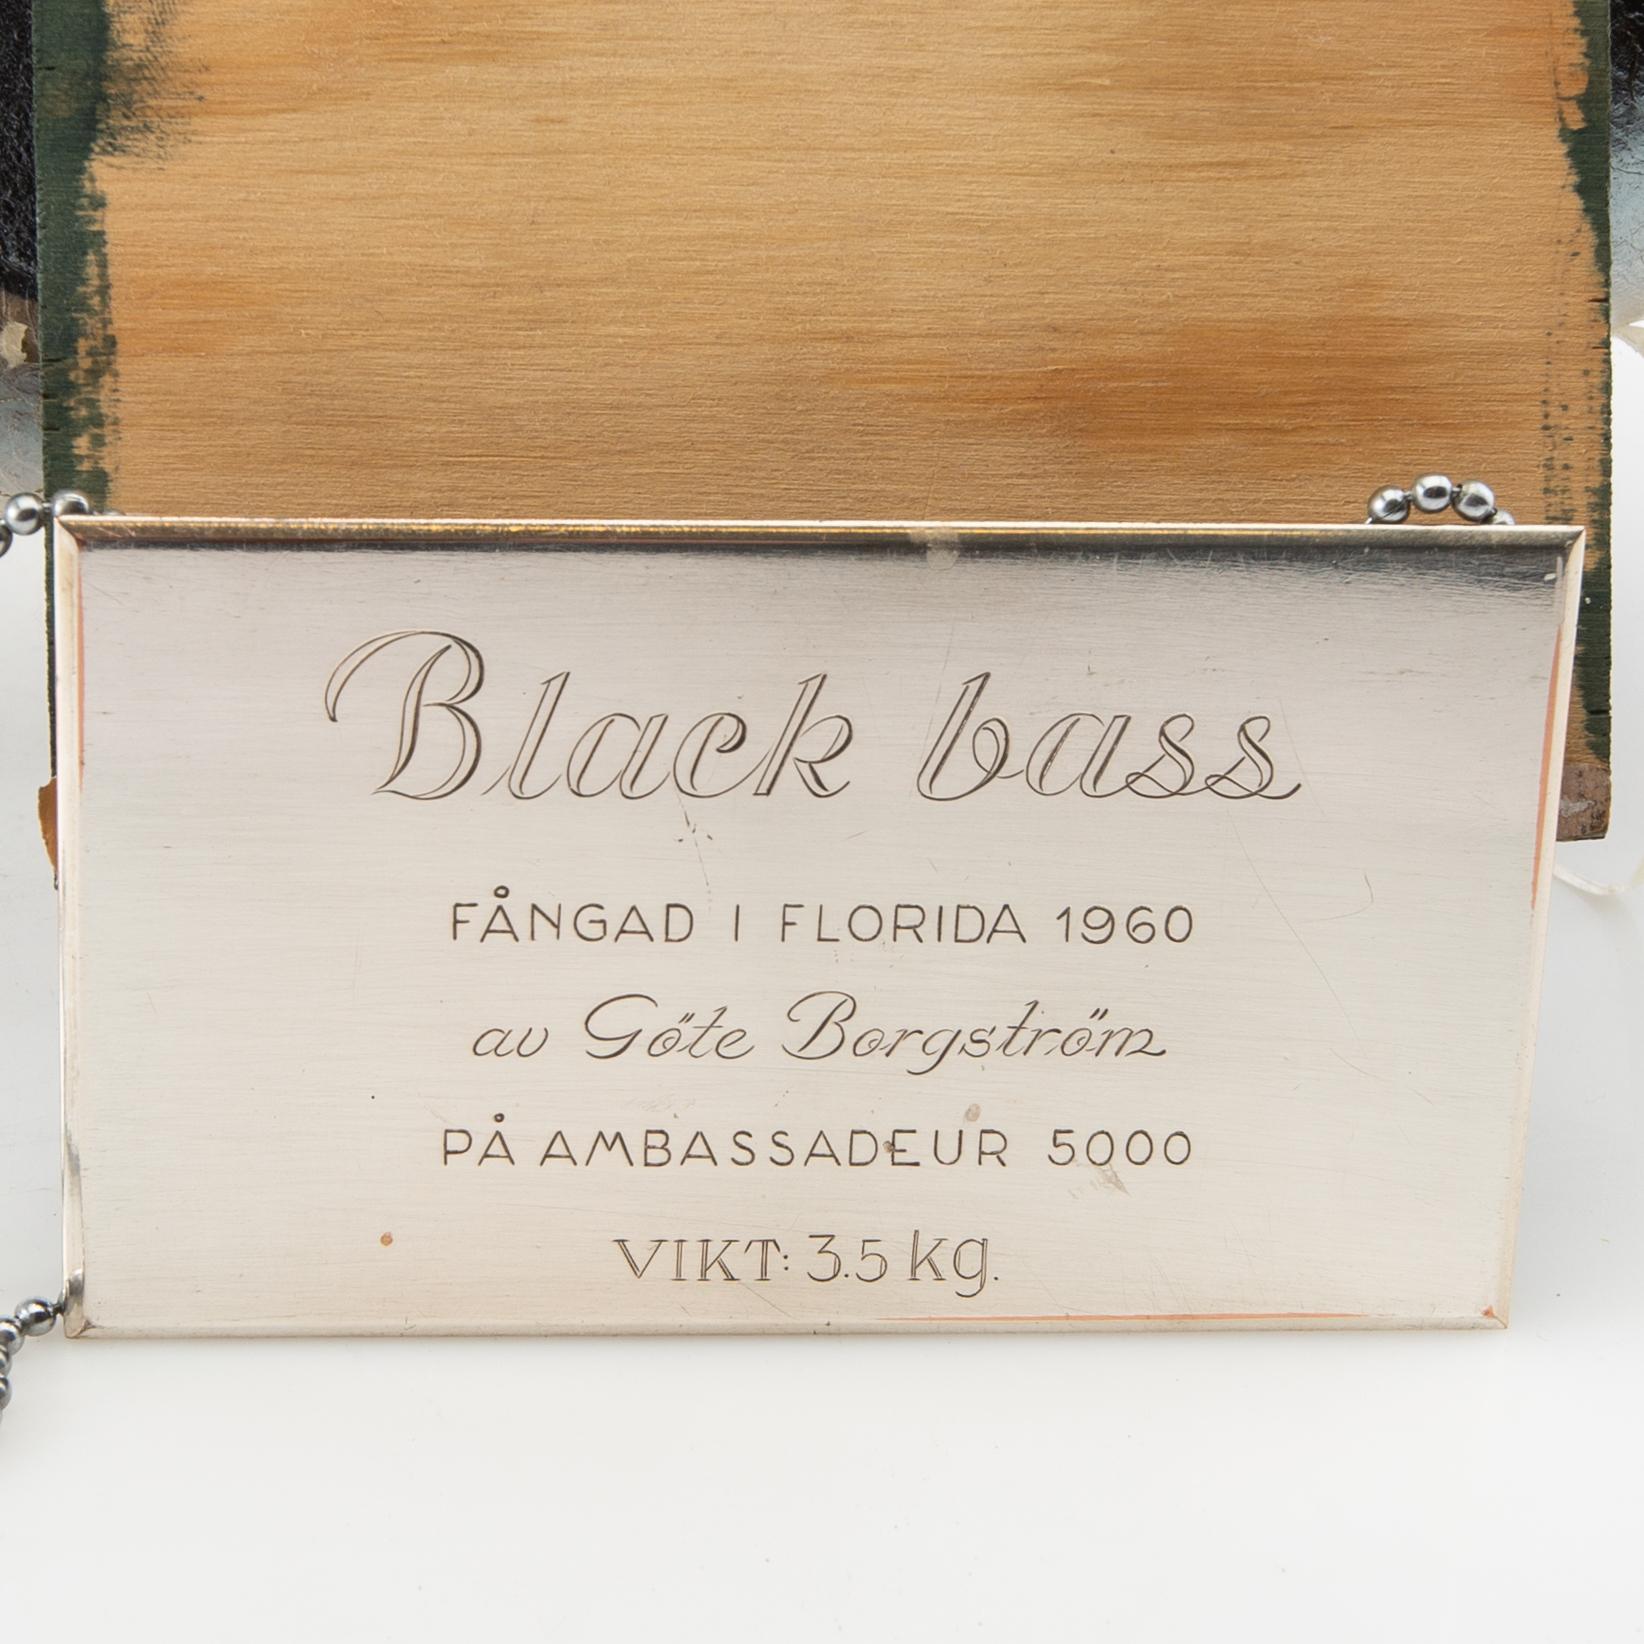 Black bass
FÅNGAD I FLORIDA 1960
av Göte Borgström
PÅ AMBASSADEUR 5000
VIKT: 3.5 kg.